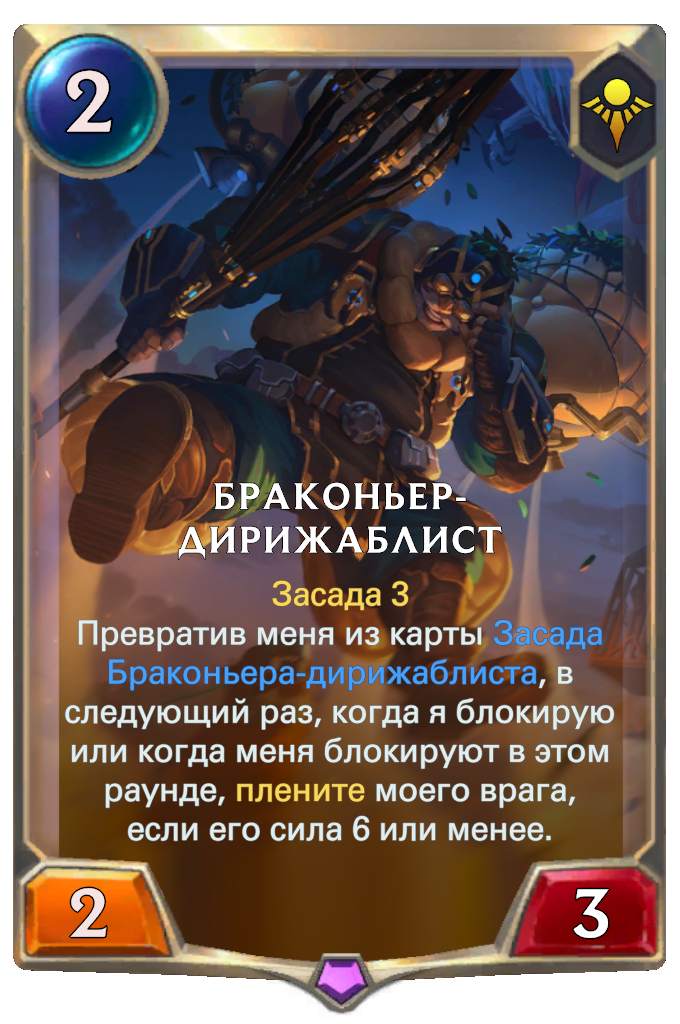 2
БРАКОНЬЕР-
ДИРИЖАБЛИСТ
Засада 3
Превратив меня из карты Засада
Браконьера-дирижаблиста, в
следующий раз, когда я блокирую
или когда меня блокируют в этом
раунде, плените моего врага,
если его сила 6 или менее.
2
3